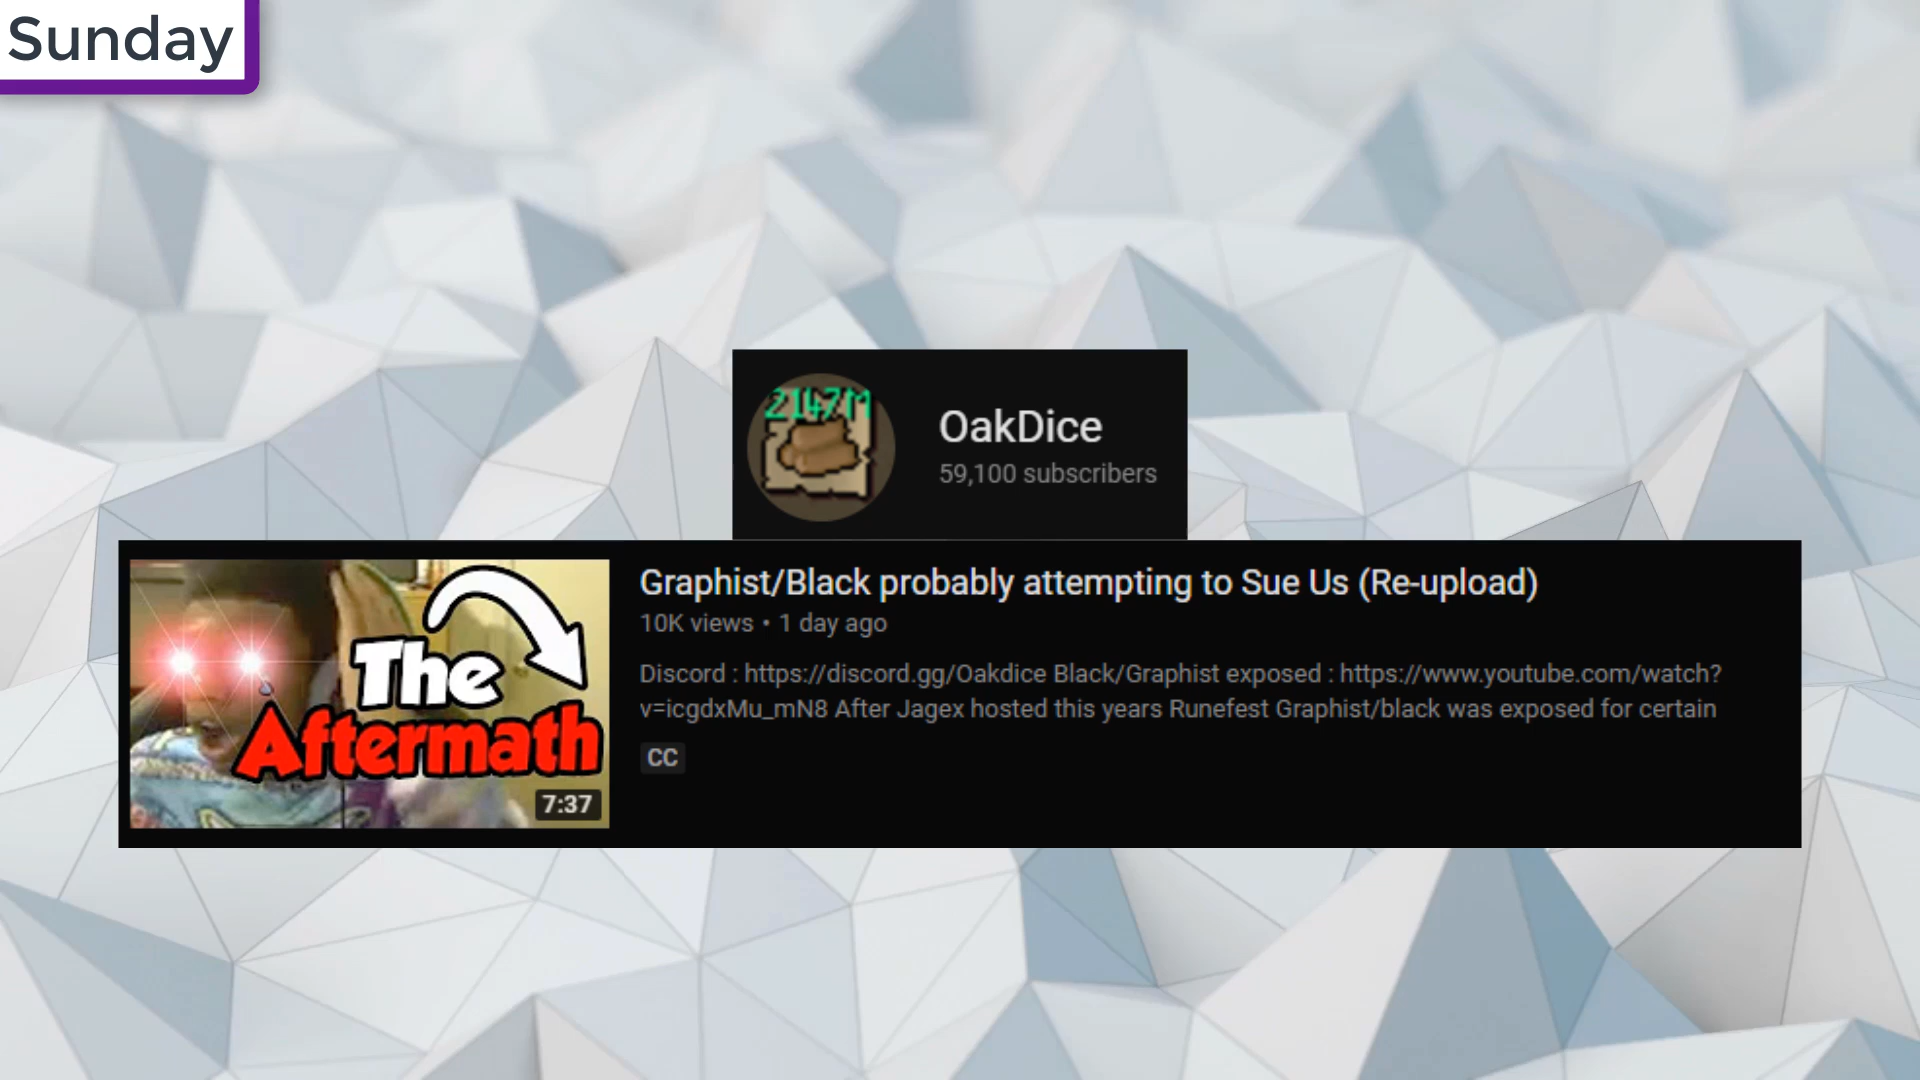 Sunday
2147M
OakDice
59,100 subscribers
Graphist/Black probably attempting to Sue Us (Re-upload)
10K views • 1 day ago
The
Aftermath
7:37
Discord : https://discord.gg/Oakdice Black/Graphist exposed : https://www.youtube.com/watch?
v=icgdxMu_mN8 After Jagex hosted this years Runefest Graphist/black was exposed for certain
CC